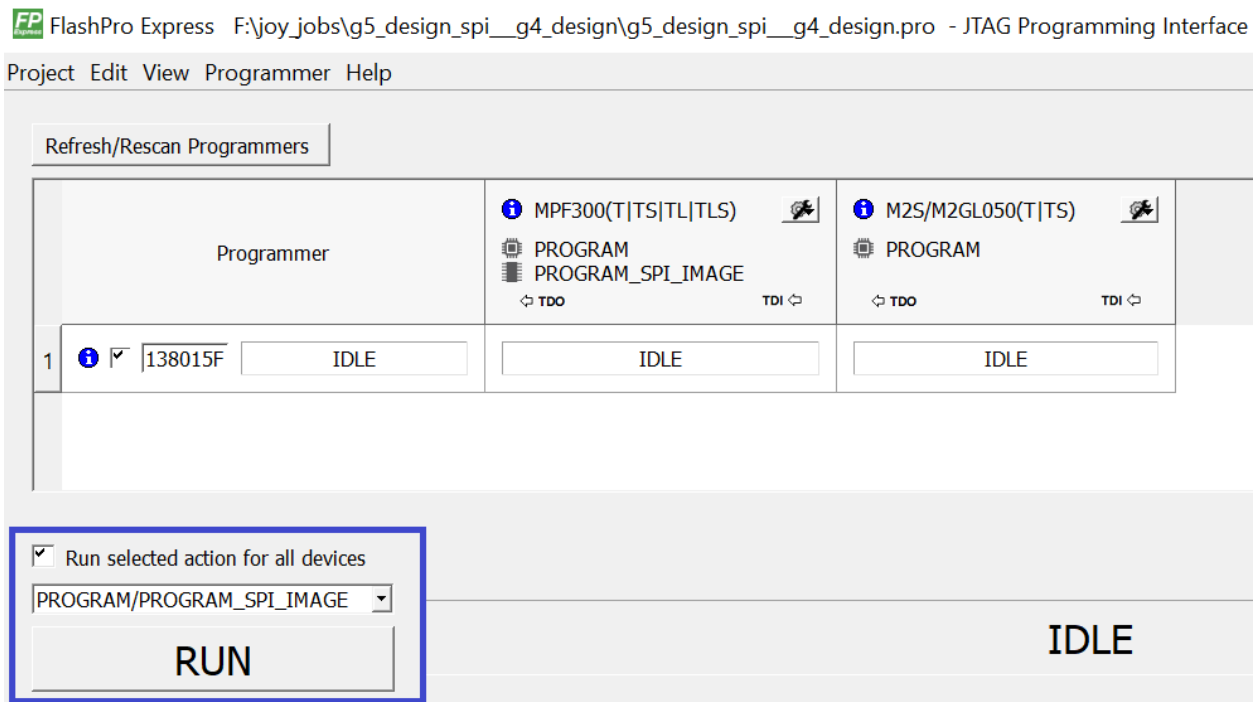 FP Express FlashPro Express F:\joy_jobs\g5_design_spi__g4_design\g5_design_spi__g4_design.pro - JTAG Programming Interface
Project Edit View Programmer Help
Refresh/Rescan Programmers
Programmer
MPF300(T|TS|TL|TLS)
PROGRAM
PROGRAM_SPI_IMAGE
TDO TDI
M2S/M2GL050(T|TS)
PROGRAM
TDO TDI
1 138015F IDLE IDLE IDLE
Run selected action for all devices
PROGRAM/PROGRAM_SPI_IMAGE
RUN
IDLE